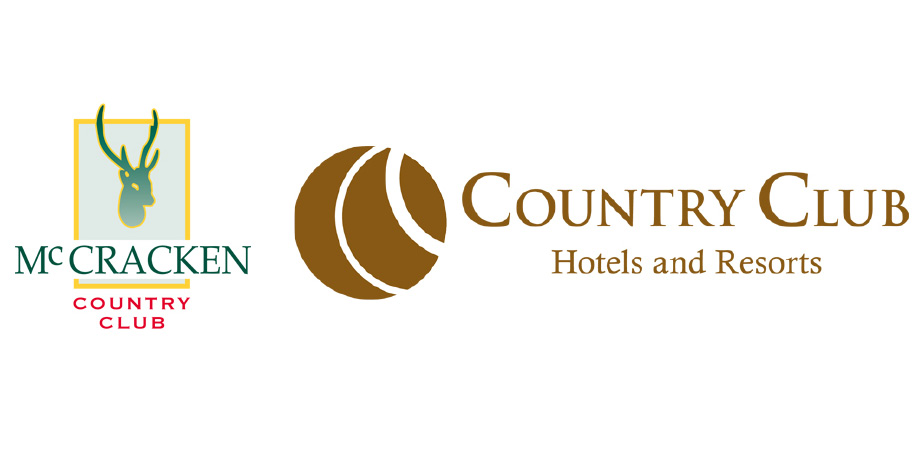 McCRACKEN
COUNTRY
CLUB
COUNTRY CLUB
Hotels and Resorts